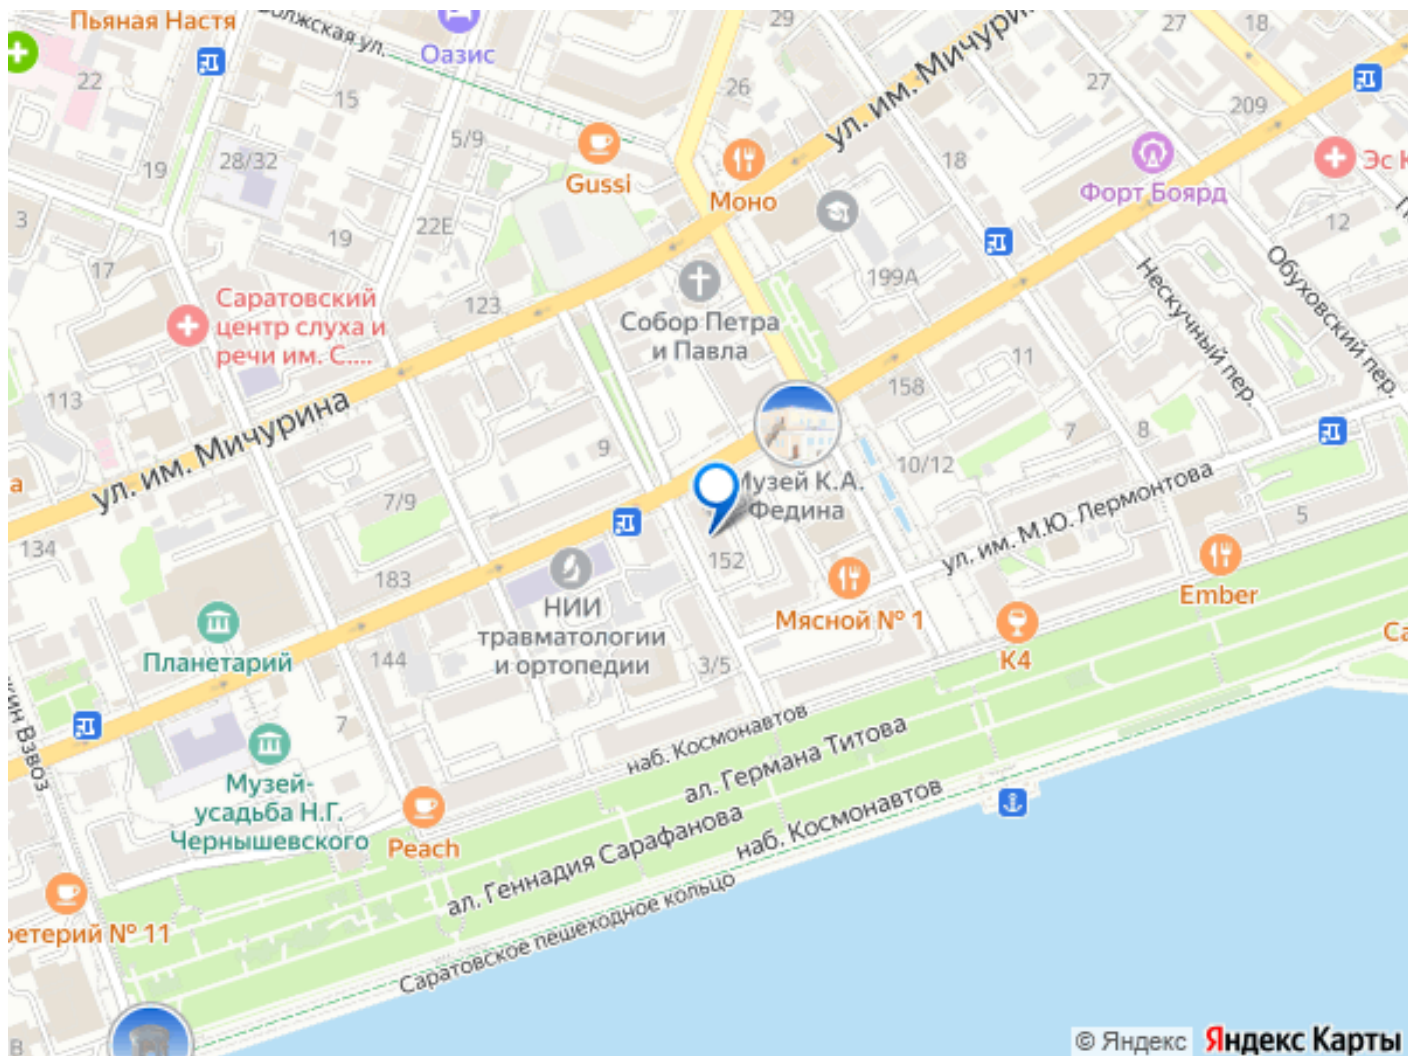 Пьяная Настя
Волжская ул.
Оазис
29
27
18
ул. им. Мичурина
22
15
26
27
209
5/9
28/32
19
Gussi
Моно
18
Форт Боярд
Эс К
12
3
22Е
19
17
199А
Нескучный пер.
Обуховский пер.
Саратовский
центр слуха и
речи им. С....
123
Собор Петра
и Павла
11
158
113
ул. им. Мичурина
9
7
8
а
7/9
Музей К.А.
Федина
10/12
ул. им. М.Ю. Лермонтова
5
134
183
НИИ
травматологии
и ортопедии
152
Мясной № 1
Ember
Планетарий
144
3/5
К4
Са
7
кин Взвоз
Музей-
усадьба Н.Г.
Чернышевского
Peach
наб. Космонавтов
ал. Германа Титова
ал. Геннадия Сарафанова
наб. Космонавтов
Саратовское пешеходное кольцо
ретерий № 11
В
© Яндекс Яндекс Карты